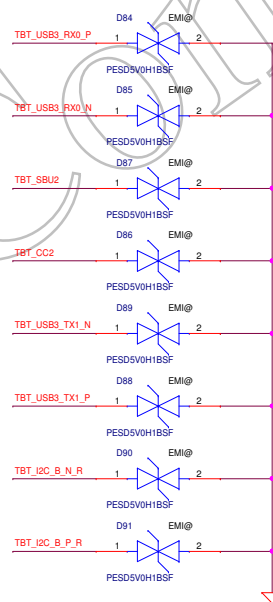 D84 EMI@
TBT_USB3_RX0_P 1 2
PESD5V0H1BSF
D85 EMI@
TBT_USB3_RX0_N 1 2
PESD5V0H1BSF
D87 EMI@
TBT_SBU2 1 2
PESD5V0H1BSF
D86 EMI@
TBT_CC2 1 2
PESD5V0H1BSF
D89 EMI@
TBT_USB3_TX1_N 1 2
PESD5V0H1BSF
D88 EMI@
TBT_USB3_TX1_P 1 2
PESD5V0H1BSF
D90 EMI@
TBT_I2C_B_N_R 1 2
PESD5V0H1BSF
D91 EMI@
TBT_I2C_B_P_R 1 2
PESD5V0H1BSF